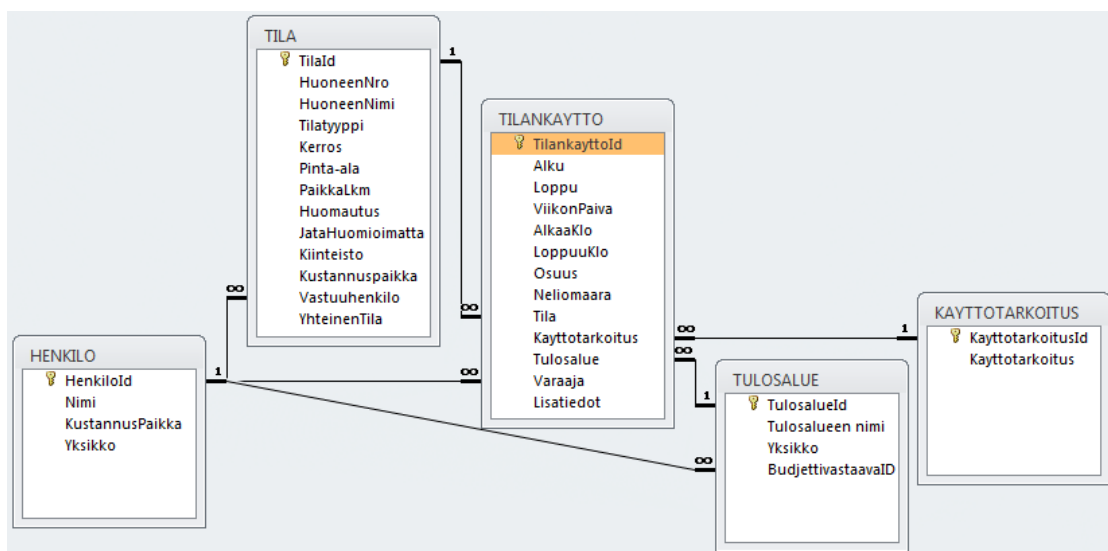 TILA
TilaId
HuoneenNro
HuoneenNimi
Tilatyyppi
Kerros
Pinta-ala
PaikkaLkm
Huomautus
JataHuomioimatta
Kiinteisto
Kustannuspaikka
Vastuuhenkilo
YhteinenTila
1
∞
TILANKAYTTO
TilankayttoId
Alku
Loppu
ViikonPaiva
AlkaaKlo
LoppuuKlo
Osuus
Neliomaara
Tila
Kayttotarkoitus
Tulosalue
Varaaja
Lisatiedot
∞
∞
∞
∞
HENKILO
HenkiloId
Nimi
KustannusPaikka
Yksikko
1
TULOSALUE
TulosalueId
Tulosalueen nimi
Yksikko
BudjettivastaavaID
1
∞
KAYTTOTARKOITUS
KayttotarkoitusId
Kayttotarkoitus
1